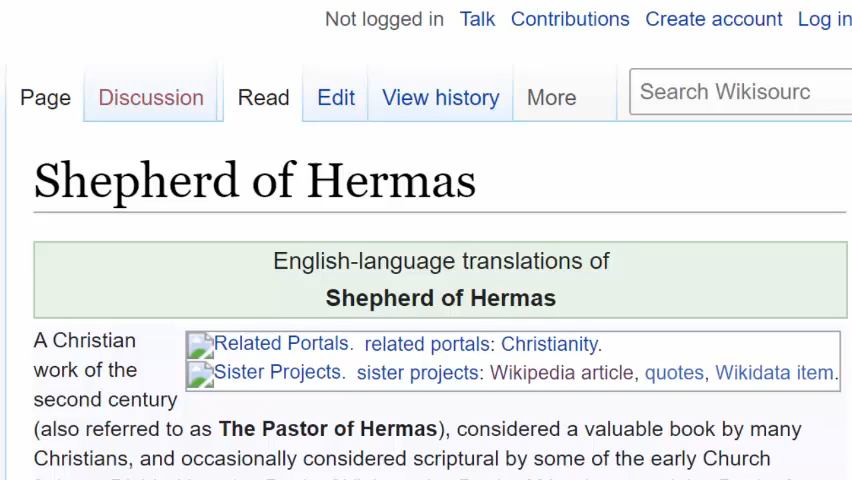 Not logged in Talk Contributions Create account Log in
Page Discussion Read Edit View history More Search Wikisourc
Shepherd of Hermas
English-language translations of
Shepherd of Hermas
Related Portals. related portals: Christianity.
Sister Projects. sister projects: Wikipedia article, quotes, Wikidata item.
A Christian
work of the
second century
(also referred to as The Pastor of Hermas), considered a valuable book by many
Christians, and occasionally considered scriptural by some of the early Church